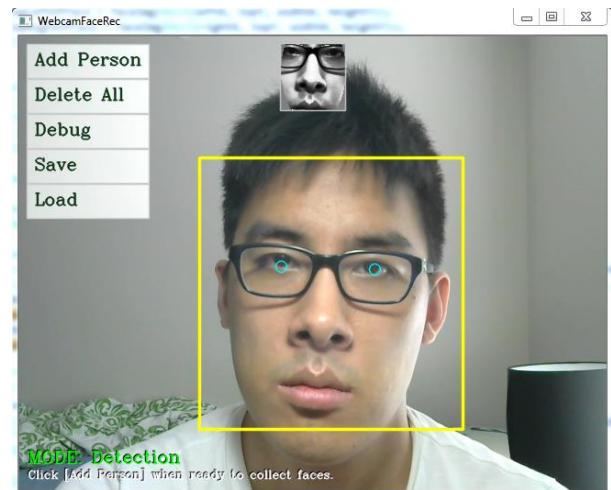 WebcamFaceRec
Add Person
Delete All
Debug
Save
Load
MODE: Detection
Click [Add Person] when ready to collect faces.